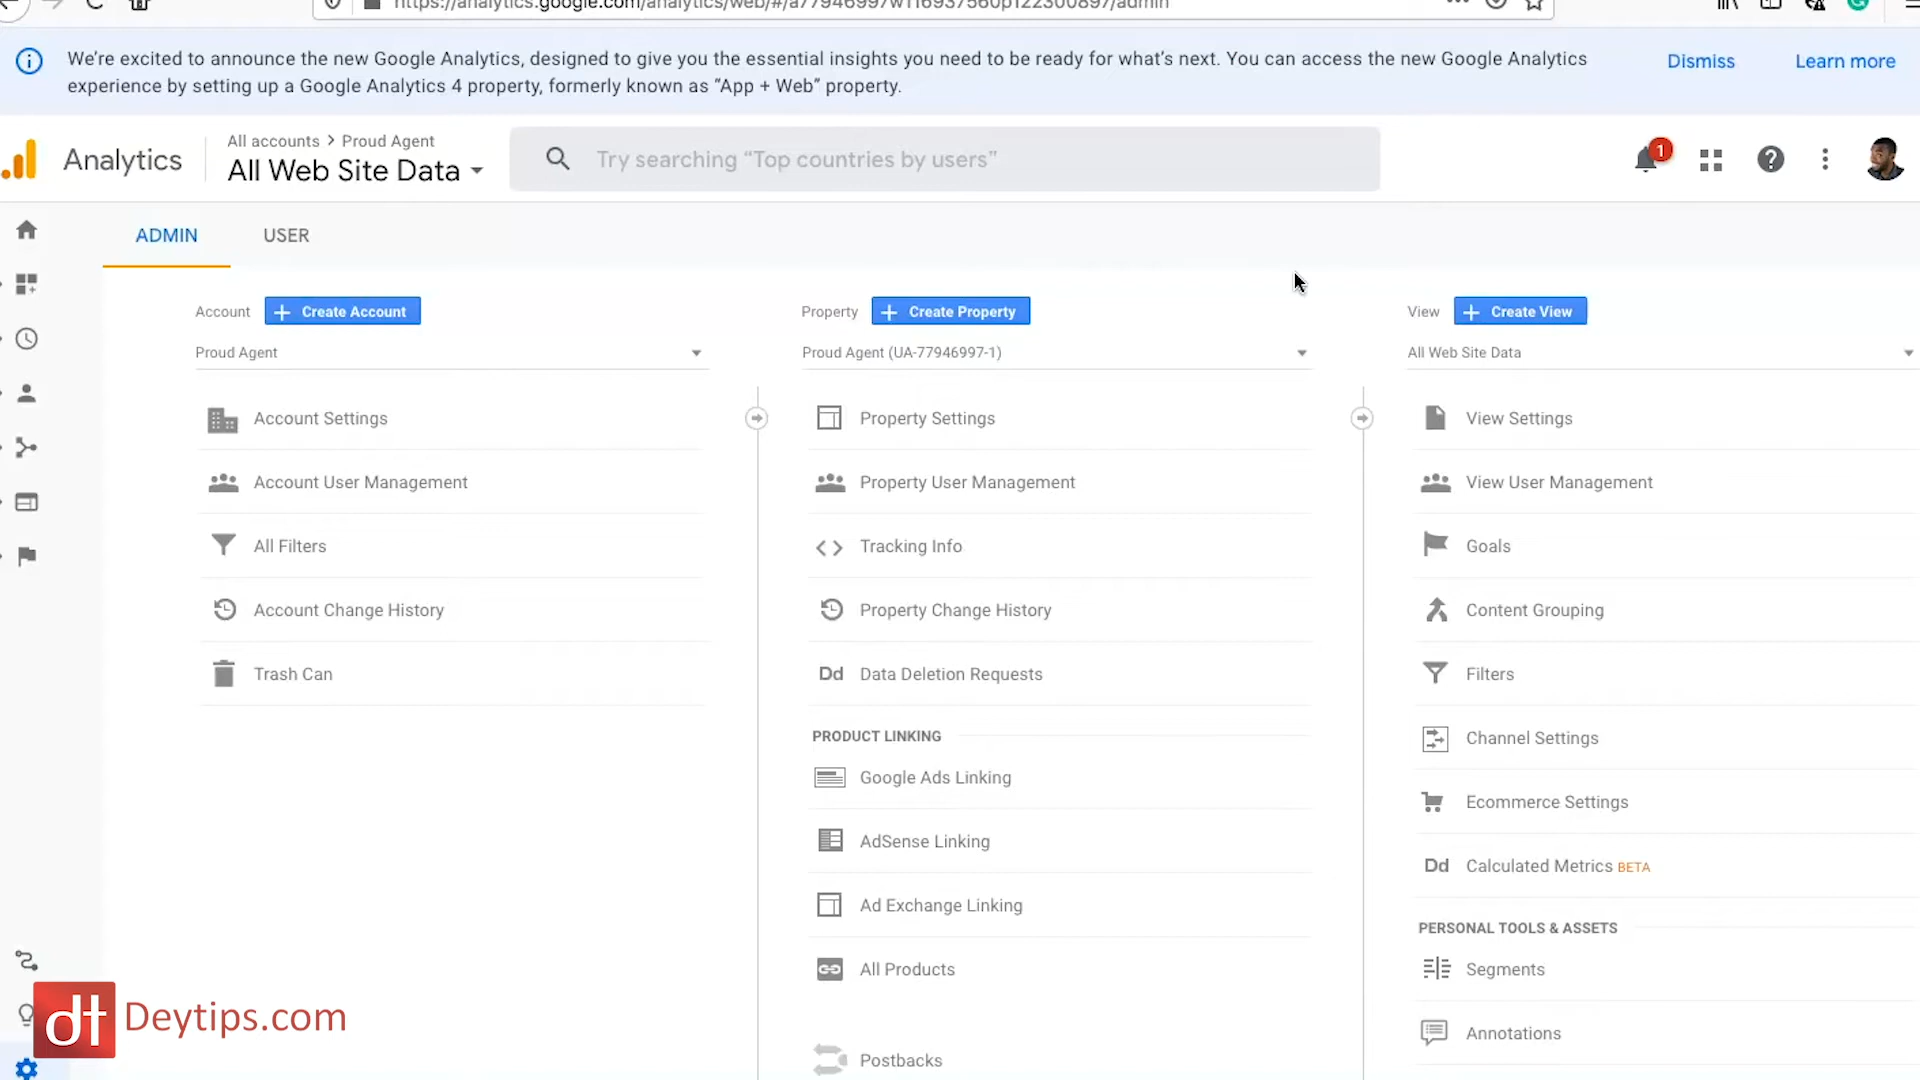 https://analytics.google.com/analytics/web/#/a77946997w116937560p122300897/admin
We’re excited to announce the new Google Analytics, designed to give you the essential insights you need to be ready for what’s next. You can access the new Google Analytics
experience by setting up a Google Analytics 4 property, formerly known as “App + Web” property.
Dismiss
Learn more
Analytics
All accounts > Proud Agent
All Web Site Data
Try searching “Top countries by users”
1
ADMIN
USER
Account
+ Create Account
Proud Agent
Account Settings
Account User Management
All Filters
Account Change History
Trash Can
Property
+ Create Property
Proud Agent (UA-77946997-1)
Property Settings
Property User Management
Tracking Info
Property Change History
Dd Data Deletion Requests
PRODUCT LINKING
Google Ads Linking
AdSense Linking
Ad Exchange Linking
All Products
Postbacks
View
+ Create View
All Web Site Data
View Settings
View User Management
Goals
Content Grouping
Filters
Channel Settings
Ecommerce Settings
Dd Calculated Metrics BETA
PERSONAL TOOLS & ASSETS
Segments
Annotations
dt Deytips.com